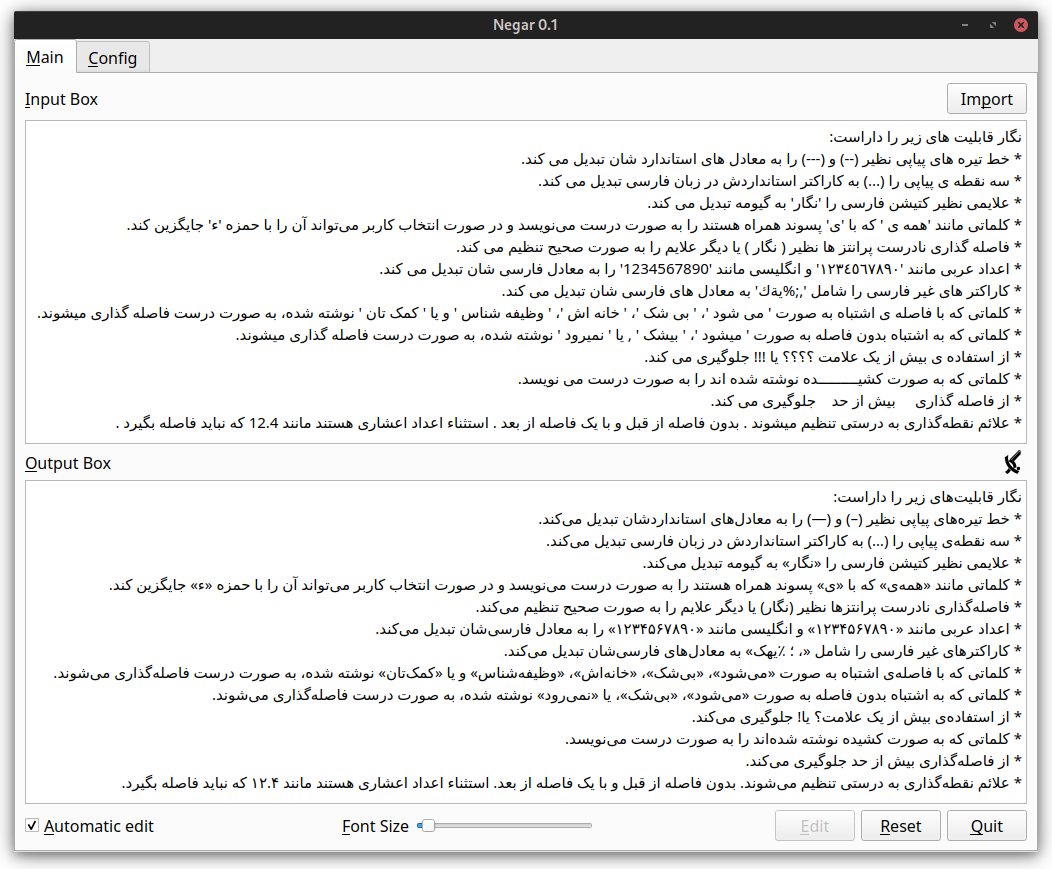 Negar 0.1
Main
Config
Input Box
Import
نگار قابلیت های زیر را داراست:
* خط تیره های پیاپی نظیر (--) و (---) را به معادل های استاندارد شان تبدیل می کند.
* سه نقطه ی پیاپی را (...) به کاراکتر استانداردش در زبان فارسی تبدیل می کند.
* علایمی نظیر کتیشن فارسی را 'نگار' به گیومه تبدیل می کند.
* کلماتی مانند 'همه ی ' که با 'ی' پسوند همراه هستند را به صورت درست می‌نویسد و در صورت انتخاب کاربر می‌تواند آن را با حمزه 'ء' جایگزین کند.
* فاصله گذاری نادرست پرانتز ها نظیر ( نگار ) یا دیگر علایم را به صورت صحیح تنظیم می کند.
* اعداد عربی مانند '١٢٣٤٥٦٧٨٩٠' و انگلیسی مانند '1234567890' را به معادل فارسی شان تبدیل می کند.
* کاراکتر های غیر فارسی را شامل ',;%يةك' به معادل های فارسی شان تبدیل می کند.
* کلماتی که با فاصله ی اشتباه به صورت ' می شود '، ' بی شک '، ' خانه اش '، ' وظیفه شناس ' و یا ' کمک تان ' نوشته شده، به صورت درست فاصله گذاری میشوند.
* کلماتی که به اشتباه بدون فاصله به صورت ' میشود '، ' بیشک ' , یا ' نمیرود ' نوشته شده، به صورت درست فاصله گذاری میشوند.
* از استفاده ی بیش از یک علامت ؟؟؟؟ یا !!! جلوگیری می کند.
* کلماتی که به صورت کشیـــــــــده نوشته شده اند را به صورت درست می نویسد.
* از فاصله گذاری     بیش از حد    جلوگیری می کند.
* علائم نقطه‌گذاری به درستی تنظیم میشوند . بدون فاصله از قبل و با یک فاصله از بعد . استثناء اعداد اعشاری هستند مانند 12.4 که نباید فاصله بگیرد .
Output Box
نگار قابلیت‌های زیر را داراست:
* خط تیره‌های پیاپی نظیر (–) و (—) را به معادل‌های استانداردشان تبدیل می‌کند.
* سه نقطه‌ی پیاپی را (…) به کاراکتر استانداردش در زبان فارسی تبدیل می‌کند.
* علایمی نظیر کتیشن فارسی را «نگار» به گیومه تبدیل می‌کند.
* کلماتی مانند «همه‌ی» که با «ی» پسوند همراه هستند را به صورت درست می‌نویسد و در صورت انتخاب کاربر می‌تواند آن را با حمزه «ء» جایگزین کند.
* فاصله‌گذاری نادرست پرانتزها نظیر (نگار) یا دیگر علایم را به صورت صحیح تنظیم می‌کند.
* اعداد عربی مانند «۱۲۳۴۵۶۷۸۹۰» و انگلیسی مانند «۱۲۳۴۵۶۷۸۹۰» را به معادل فارسی‌شان تبدیل می‌کند.
* کاراکترهای غیر فارسی را شامل «، ؛ ٪یهک» به معادل‌های فارسی‌شان تبدیل می‌کند.
* کلماتی که با فاصله‌ی اشتباه به صورت «می‌شود»، «بی‌شک»، «خانه‌اش»، «وظیفه‌شناس» و یا «کمک‌تان» نوشته شده، به صورت درست فاصله‌گذاری می‌شوند.
* کلماتی که به اشتباه بدون فاصله به صورت «می‌شود»، «بی‌شک»، یا «نمی‌رود» نوشته شده، به صورت درست فاصله‌گذاری می‌شوند.
* از استفاده‌ی بیش از یک علامت؟ یا! جلوگیری می‌کند.
* کلماتی که به صورت کشیده نوشته شده‌اند را به صورت درست می‌نویسد.
* از فاصله‌گذاری بیش از حد جلوگیری می‌کند.
* علائم نقطه‌گذاری به درستی تنظیم می‌شوند. بدون فاصله از قبل و با یک فاصله از بعد. استثناء اعداد اعشاری هستند مانند ۱۲.۴ که نباید فاصله بگیرد.
Automatic edit
Font Size
Edit
Reset
Quit